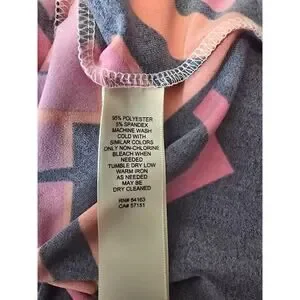 95% POLYESTER
5% SPANDEX
MACHINE WASH
COLD WITH
SIMILAR COLORS
ONLY NON-CHLORINE
BLEACH WHEN
NEEDED
TUMBLE DRY LOW
WARM IRON
AS NEEDED
MAY BE
DRY CLEANED
RN# 54163
CA# 57151